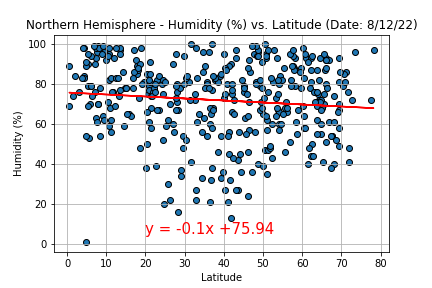 Northern Hemisphere - Humidity (%) vs. Latitude (Date: 8/12/22)
100
80
60
40
20
0
Humidity (%)
y = -0.1x +75.94
0 10 20 30 40 50 60 70 80
Latitude